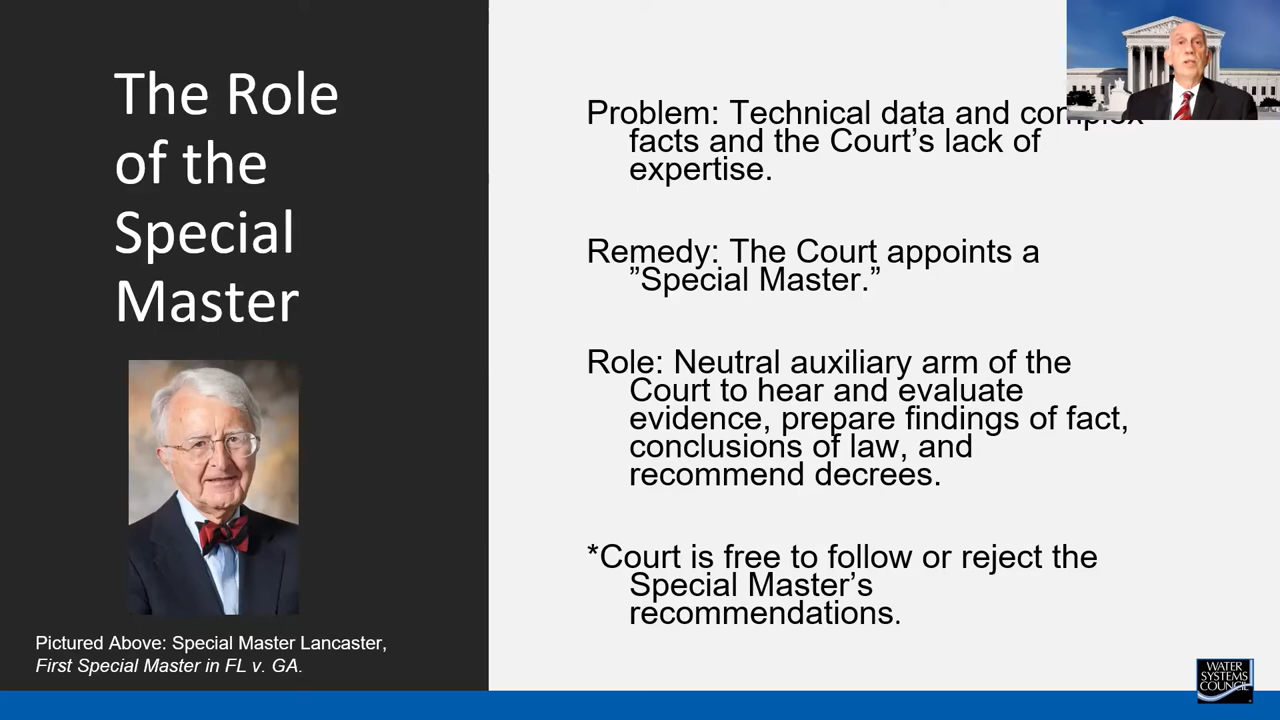 The Role
of the
Special
Master
Pictured Above: Special Master Lancaster,
First Special Master in FL v. GA.
Problem: Technical data and complex
facts and the Court’s lack of
expertise.
Remedy: The Court appoints a
”Special Master.”
Role: Neutral auxiliary arm of the
Court to hear and evaluate
evidence, prepare findings of fact,
conclusions of law, and
recommend decrees.
*Court is free to follow or reject the
Special Master’s
recommendations.
WATER
SYSTEMS
COUNCIL